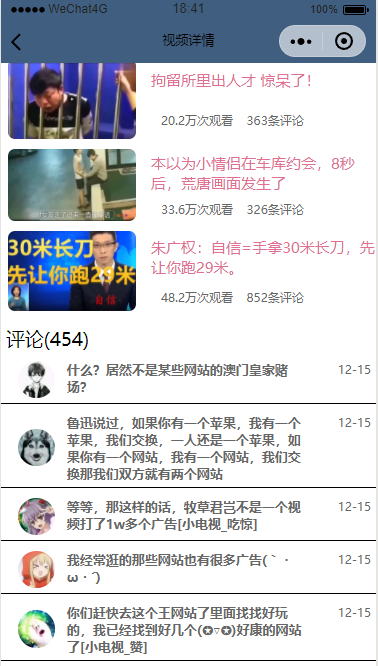 WeChat4G 18:41 100%
视频详情
拘留所里出人才 惊呆了！
20.2万次观看 363条评论
本以为小情侣在车库约会，8秒
后，荒唐画面发生了
33.6万次观看 326条评论
30米长刀
先让你跑29米
自信
朱广权：自信=手拿30米长刀，先
让你跑29米。
48.2万次观看 852条评论
评论(454)
什么？居然不是某些网站的澳门皇家赌
场？
12-15
鲁迅说过，如果你有一个苹果，我有一个
苹果，我们交换，一人还是一个苹果，如
果你有一个网站，我有一个网站，我们交
换那我们双方就有两个网站
12-15
等等，那这样的话，牧草君岂不是一个视
频打了1w多个广告[小电视_吃惊]
12-15
我经常逛的那些网站也有很多广告(｀・
ω・´)
12-15
你们赶快去这个王网站了里面找找好玩
的，我已经找到好几个(✪▽✪)好康的网站
了[小电视_赞]
12-15